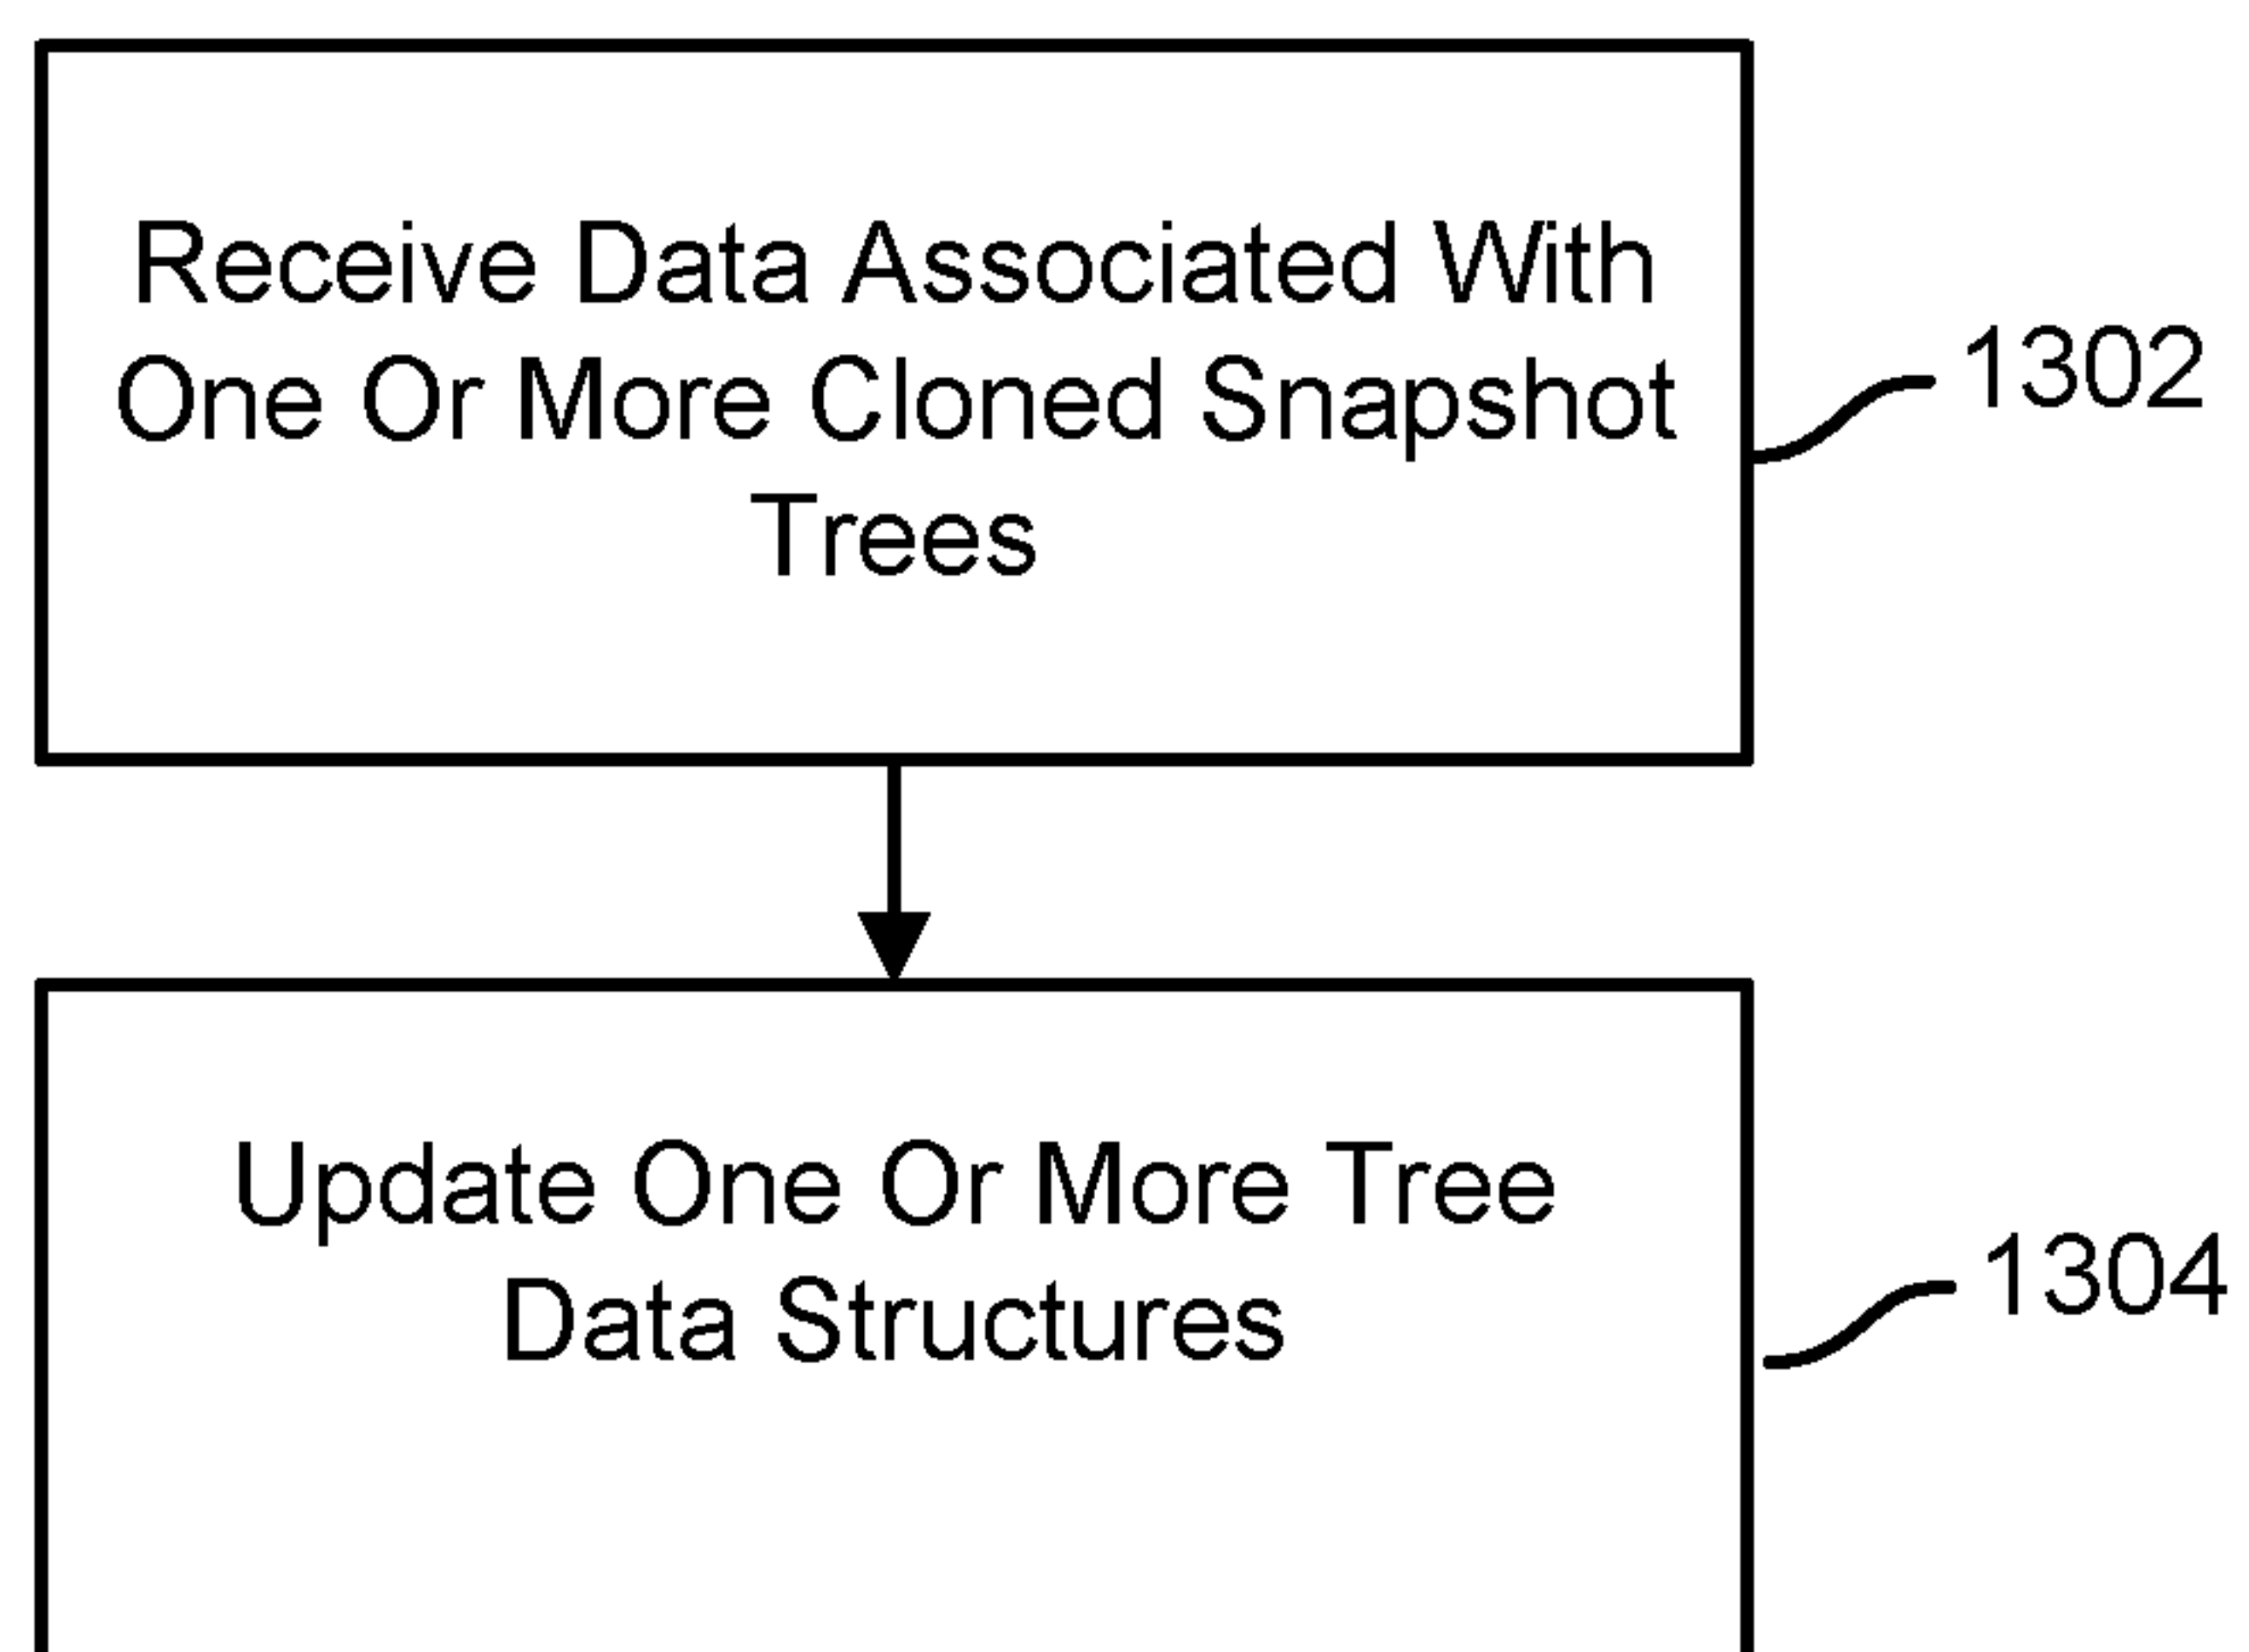 Receive Data Associated With
One Or More Cloned Snapshot
Trees
1302
Update One Or More Tree
Data Structures
1304